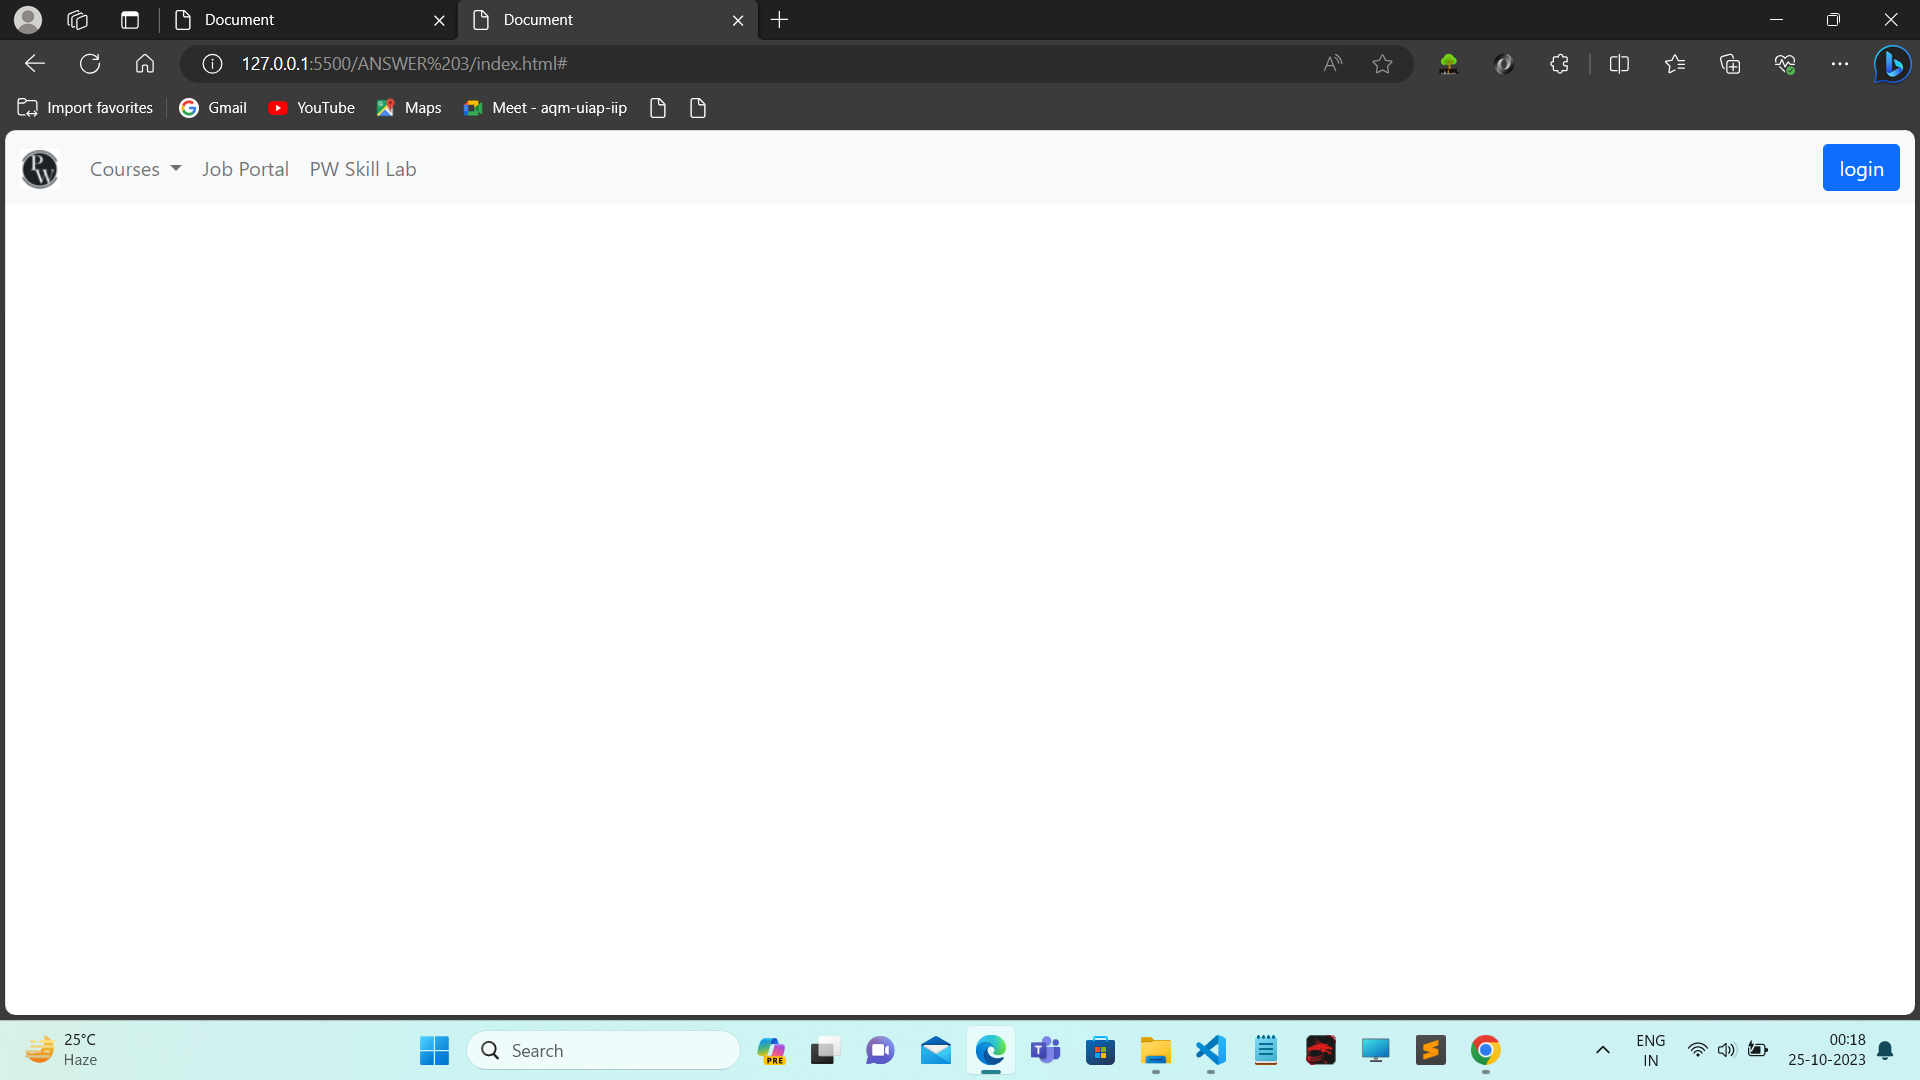 Document
Document
127.0.0.1:5500/ANSWER%203/index.html#
Import favorites
Gmail
YouTube
Maps
Meet - aqm-uiap-iip
PW
Courses
Job Portal
PW Skill Lab
login
25°C
Haze
Search
PRE
ENG
IN
00:18
25-10-2023